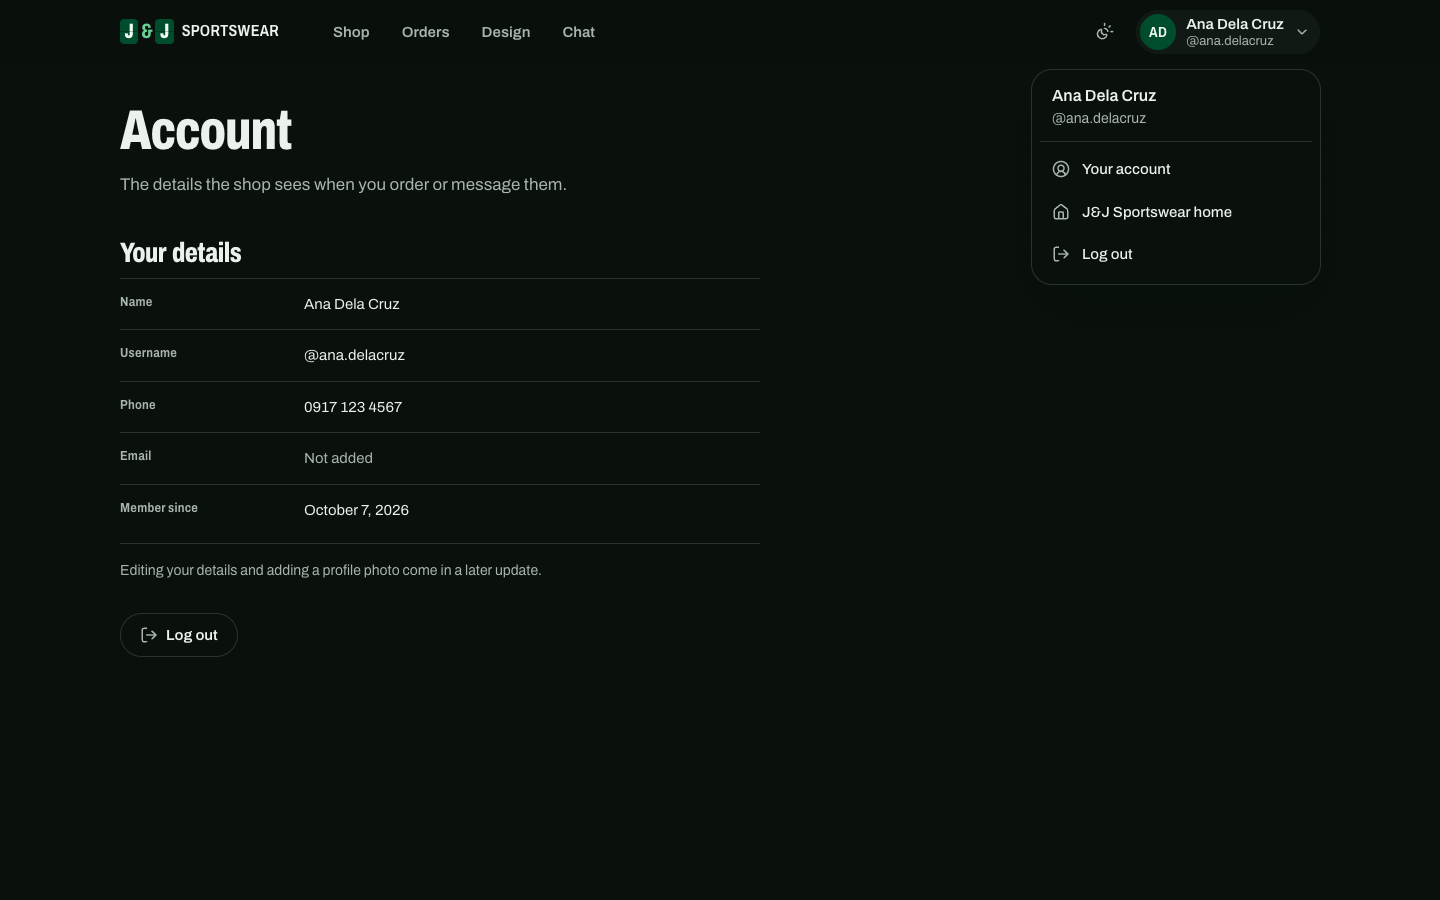 J & J SPORTSWEAR
Shop
Orders
Design
Chat
AD
Ana Dela Cruz
@ana.delacruz
Ana Dela Cruz
@ana.delacruz
Your account
J&J Sportswear home
Log out
Account
The details the shop sees when you order or message them.
Your details
Name Ana Dela Cruz
Username @ana.delacruz
Phone 0917 123 4567
Email Not added
Member since October 7, 2026
Editing your details and adding a profile photo come in a later update.
Log out